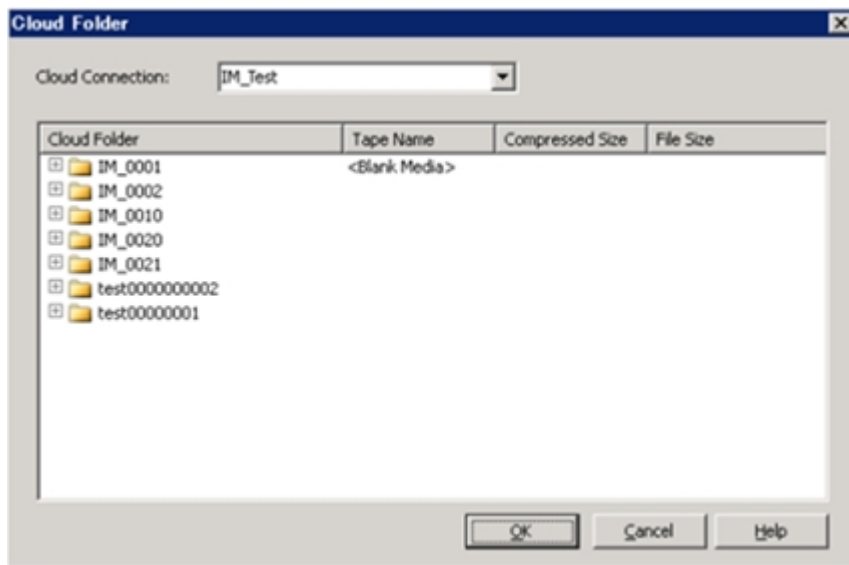 Cloud Folder
Cloud Connection: IM_Test
Cloud Folder Tape Name Compressed Size File Size
IM_0001 <Blank Media>
IM_0002
IM_0010
IM_0020
IM_0021
test0000000002
test00000001
OK Cancel Help